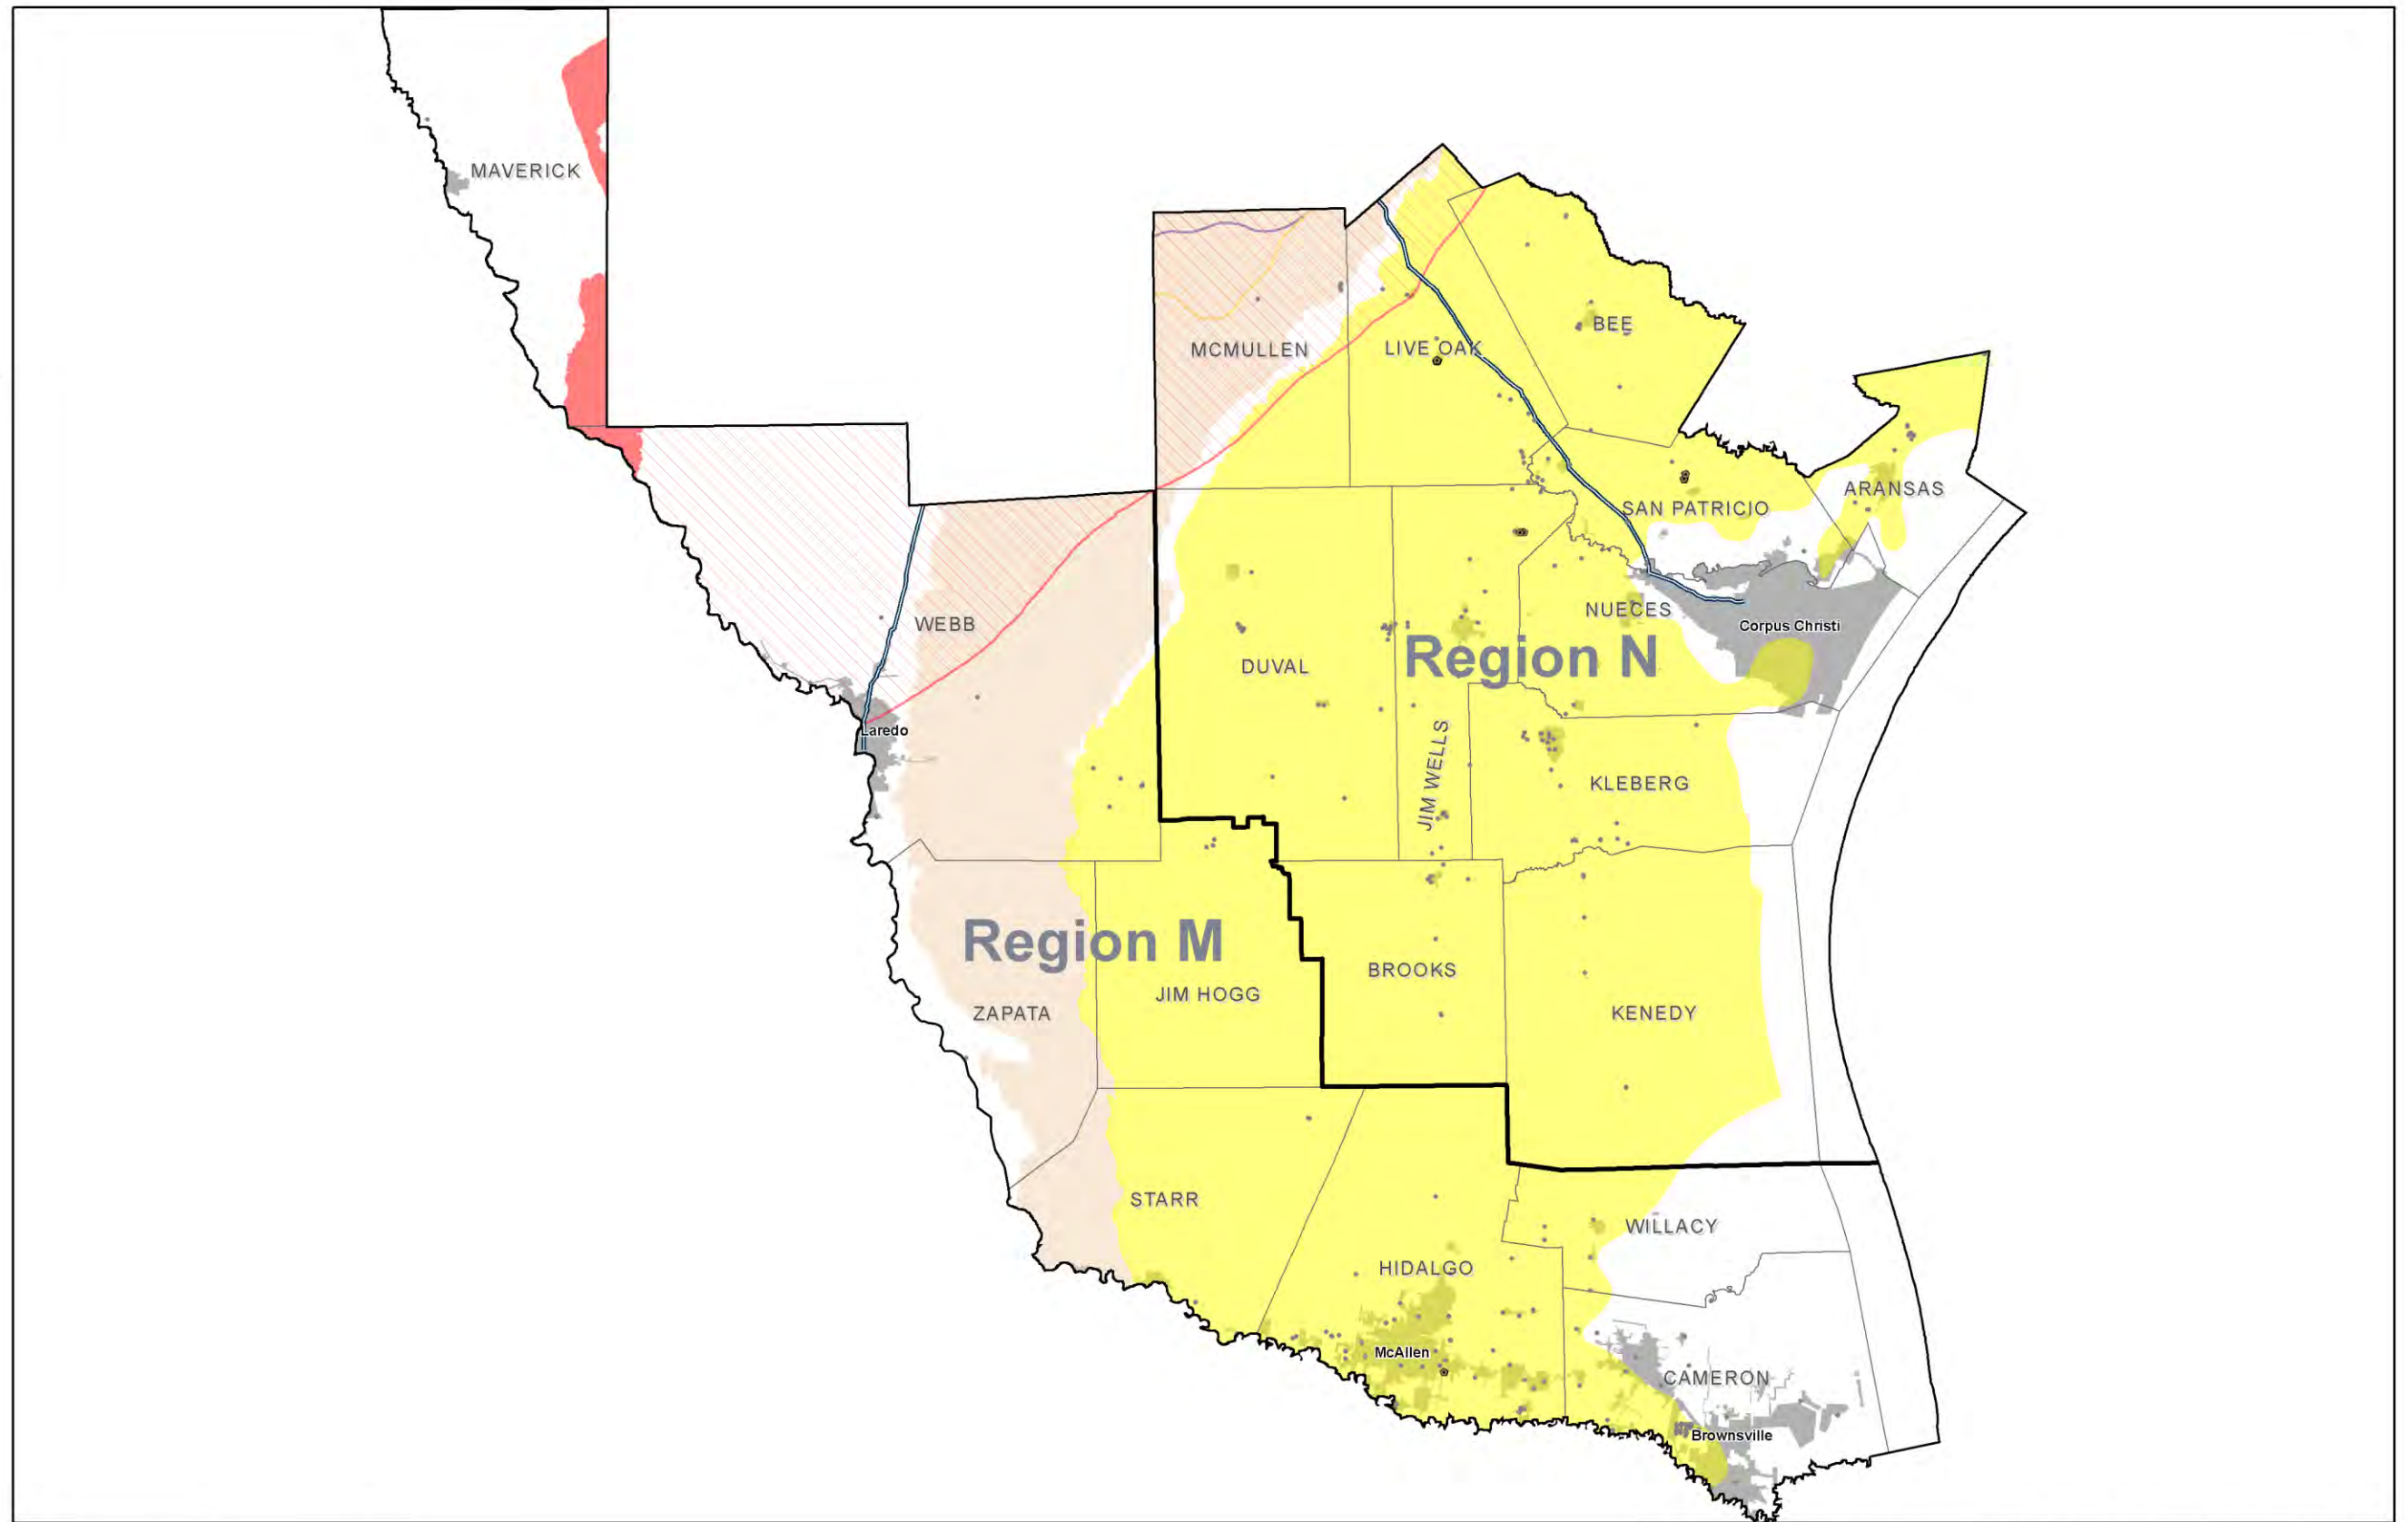 MAVERICK
BEE
MCMULLEN
LIVE OAK
ARANSAS
SAN PATRICIO
NUECES
WEBB
Corpus Christi
Region N
DUVAL
Laredo
JIM WELLS
KLEBERG
Region M
BROOKS
JIM HOGG
ZAPATA
KENEDY
STARR
WILLACY
HIDALGO
McAllen
CAMERON
Brownsville